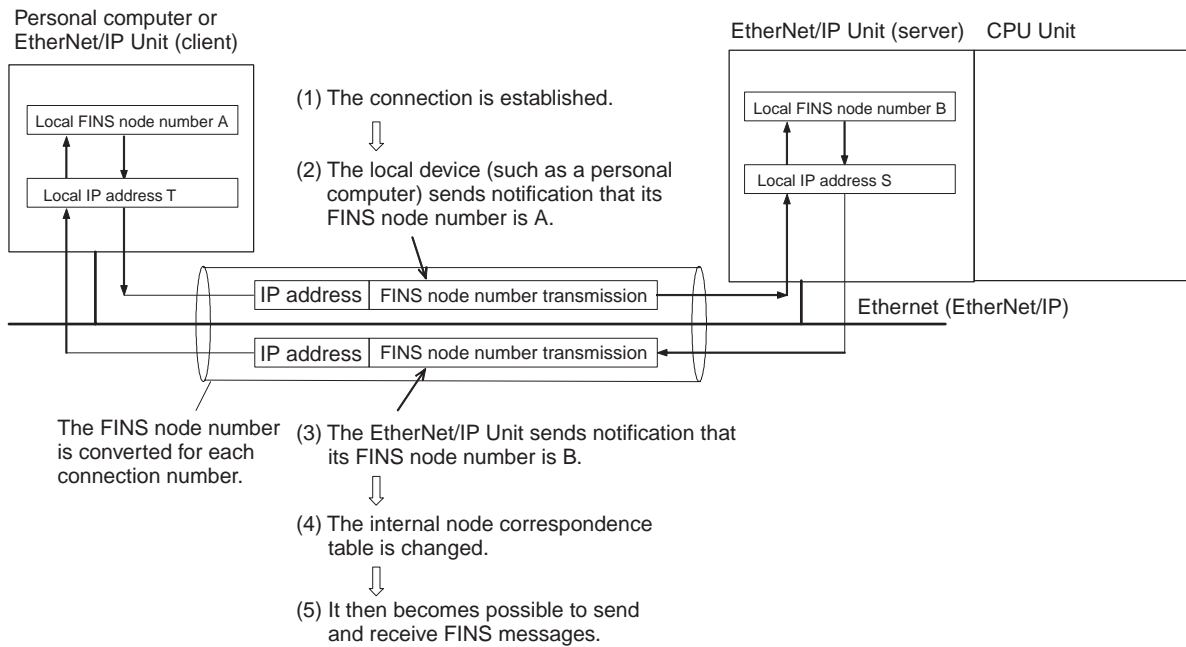 Personal computer or
EtherNet/IP Unit (client)
EtherNet/IP Unit (server)
CPU Unit
Local FINS node number A
Local IP address T
(1) The connection is established.
(2) The local device (such as a personal
computer) sends notification that its
FINS node number is A.
Local FINS node number B
Local IP address S
IP address
FINS node number transmission
Ethernet (EtherNet/IP)
IP address
FINS node number transmission
The FINS node number
is converted for each
connection number.
(3) The EtherNet/IP Unit sends notification that
its FINS node number is B.
(4) The internal node correspondence
table is changed.
(5) It then becomes possible to send
and receive FINS messages.